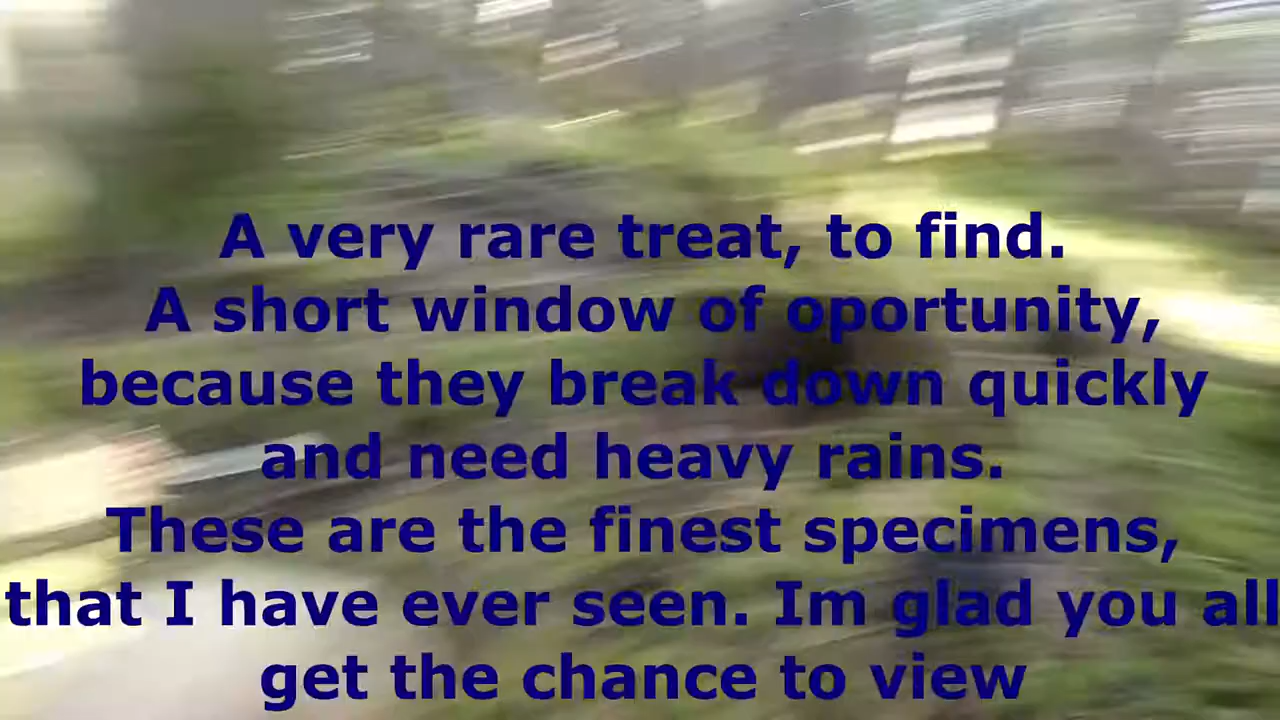 A very rare treat, to find.
A short window of oportunity,
because they break down quickly
and need heavy rains.
These are the finest specimens,
that I have ever seen. Im glad you all
get the chance to view